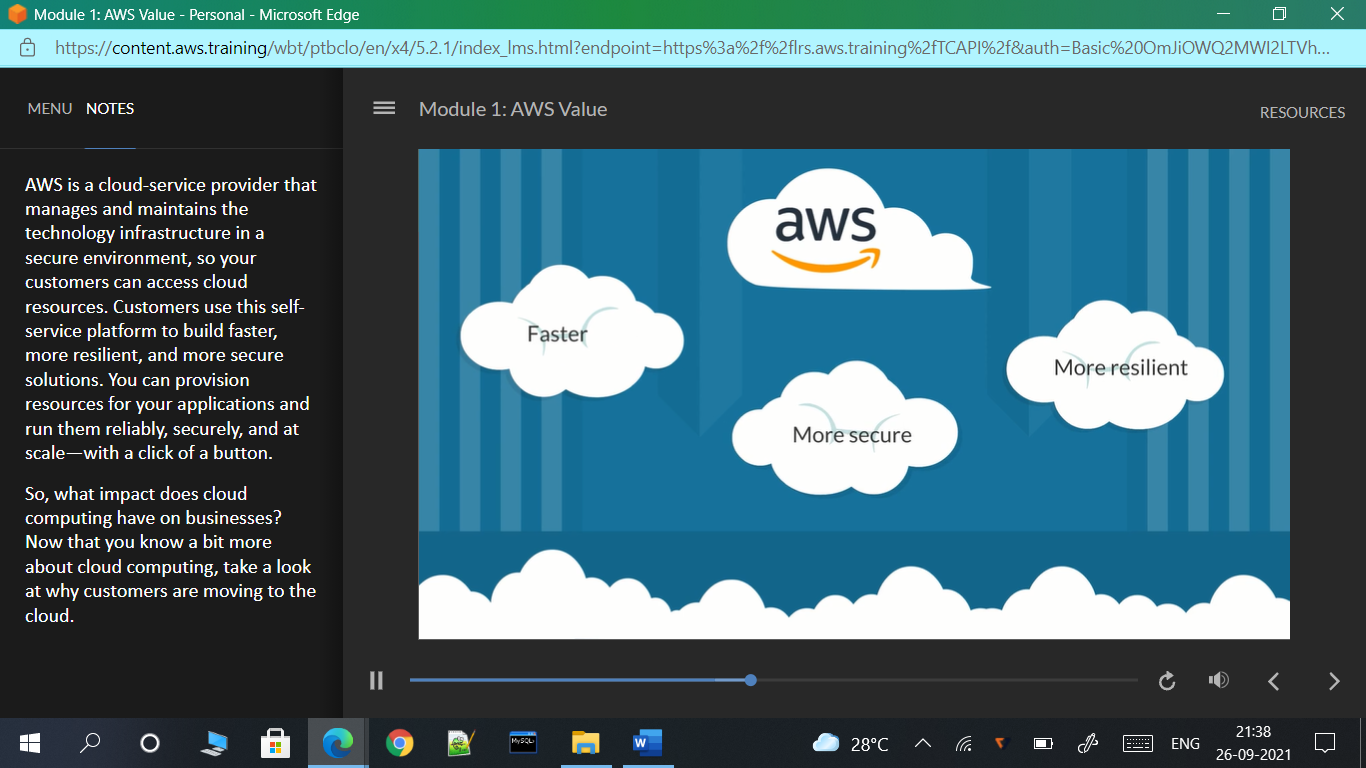 Module 1: AWS Value - Personal - Microsoft Edge
https://content.aws.training/wbt/ptbclo/en/x4/5.2.1/index_lms.html?endpoint=https%3a%2f%2flrs.aws.training%2fTCAPI%2f&auth=Basic%20OmJiOWQ2MWI2LTVh...
MENU NOTES
Module 1: AWS Value
RESOURCES
AWS is a cloud-service provider that
manages and maintains the
technology infrastructure in a
secure environment, so your
customers can access cloud
resources. Customers use this self-
service platform to build faster,
more resilient, and more secure
solutions. You can provision
resources for your applications and
run them reliably, securely, and at
scale—with a click of a button.
So, what impact does cloud
computing have on businesses?
Now that you know a bit more
about cloud computing, take a look
at why customers are moving to the
cloud.
aws
Faster
More resilient
More secure
MySQL
W
28°C
ENG
21:38
26-09-2021